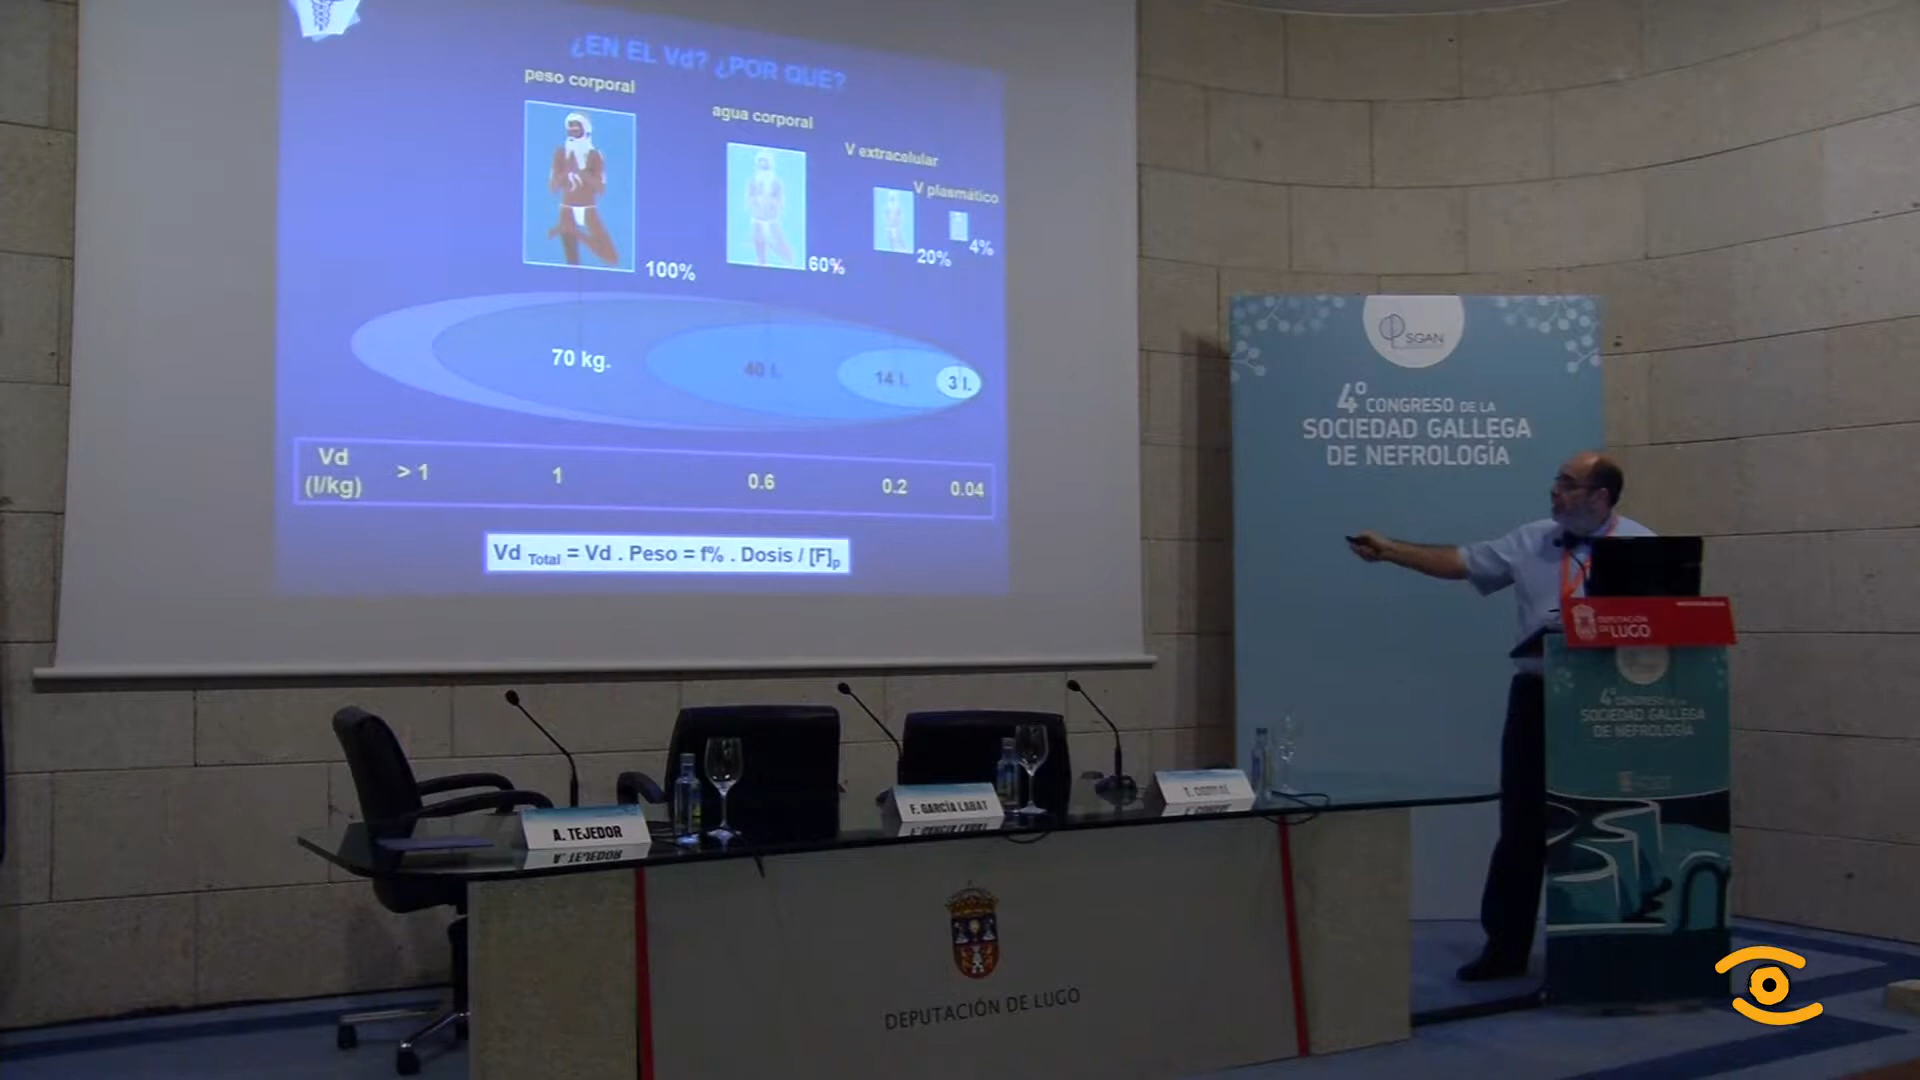 ¿EN EL Vd? ¿POR QUE?
peso corporal
agua corporal
V extracelular
V plasmático
100%
60%
20%
4%
70 kg.
40 l.
14 l.
3 l.
Vd
(l/kg)
> 1
1
0.6
0.2
0.04
Vd Total = Vd . Peso = f% . Dosis / [F]p
SGAN
4º CONGRESO DE LA
SOCIEDAD GALLEGA
DE NEFROLOGÍA
DEPUTACIÓN
DE LUGO
4º CONGRESO DE LA
SOCIEDAD GALLEGA
DE NEFROLOGÍA
A. TEJEDOR
F. GARCÍA LABAT
DEPUTACIÓN DE LUGO